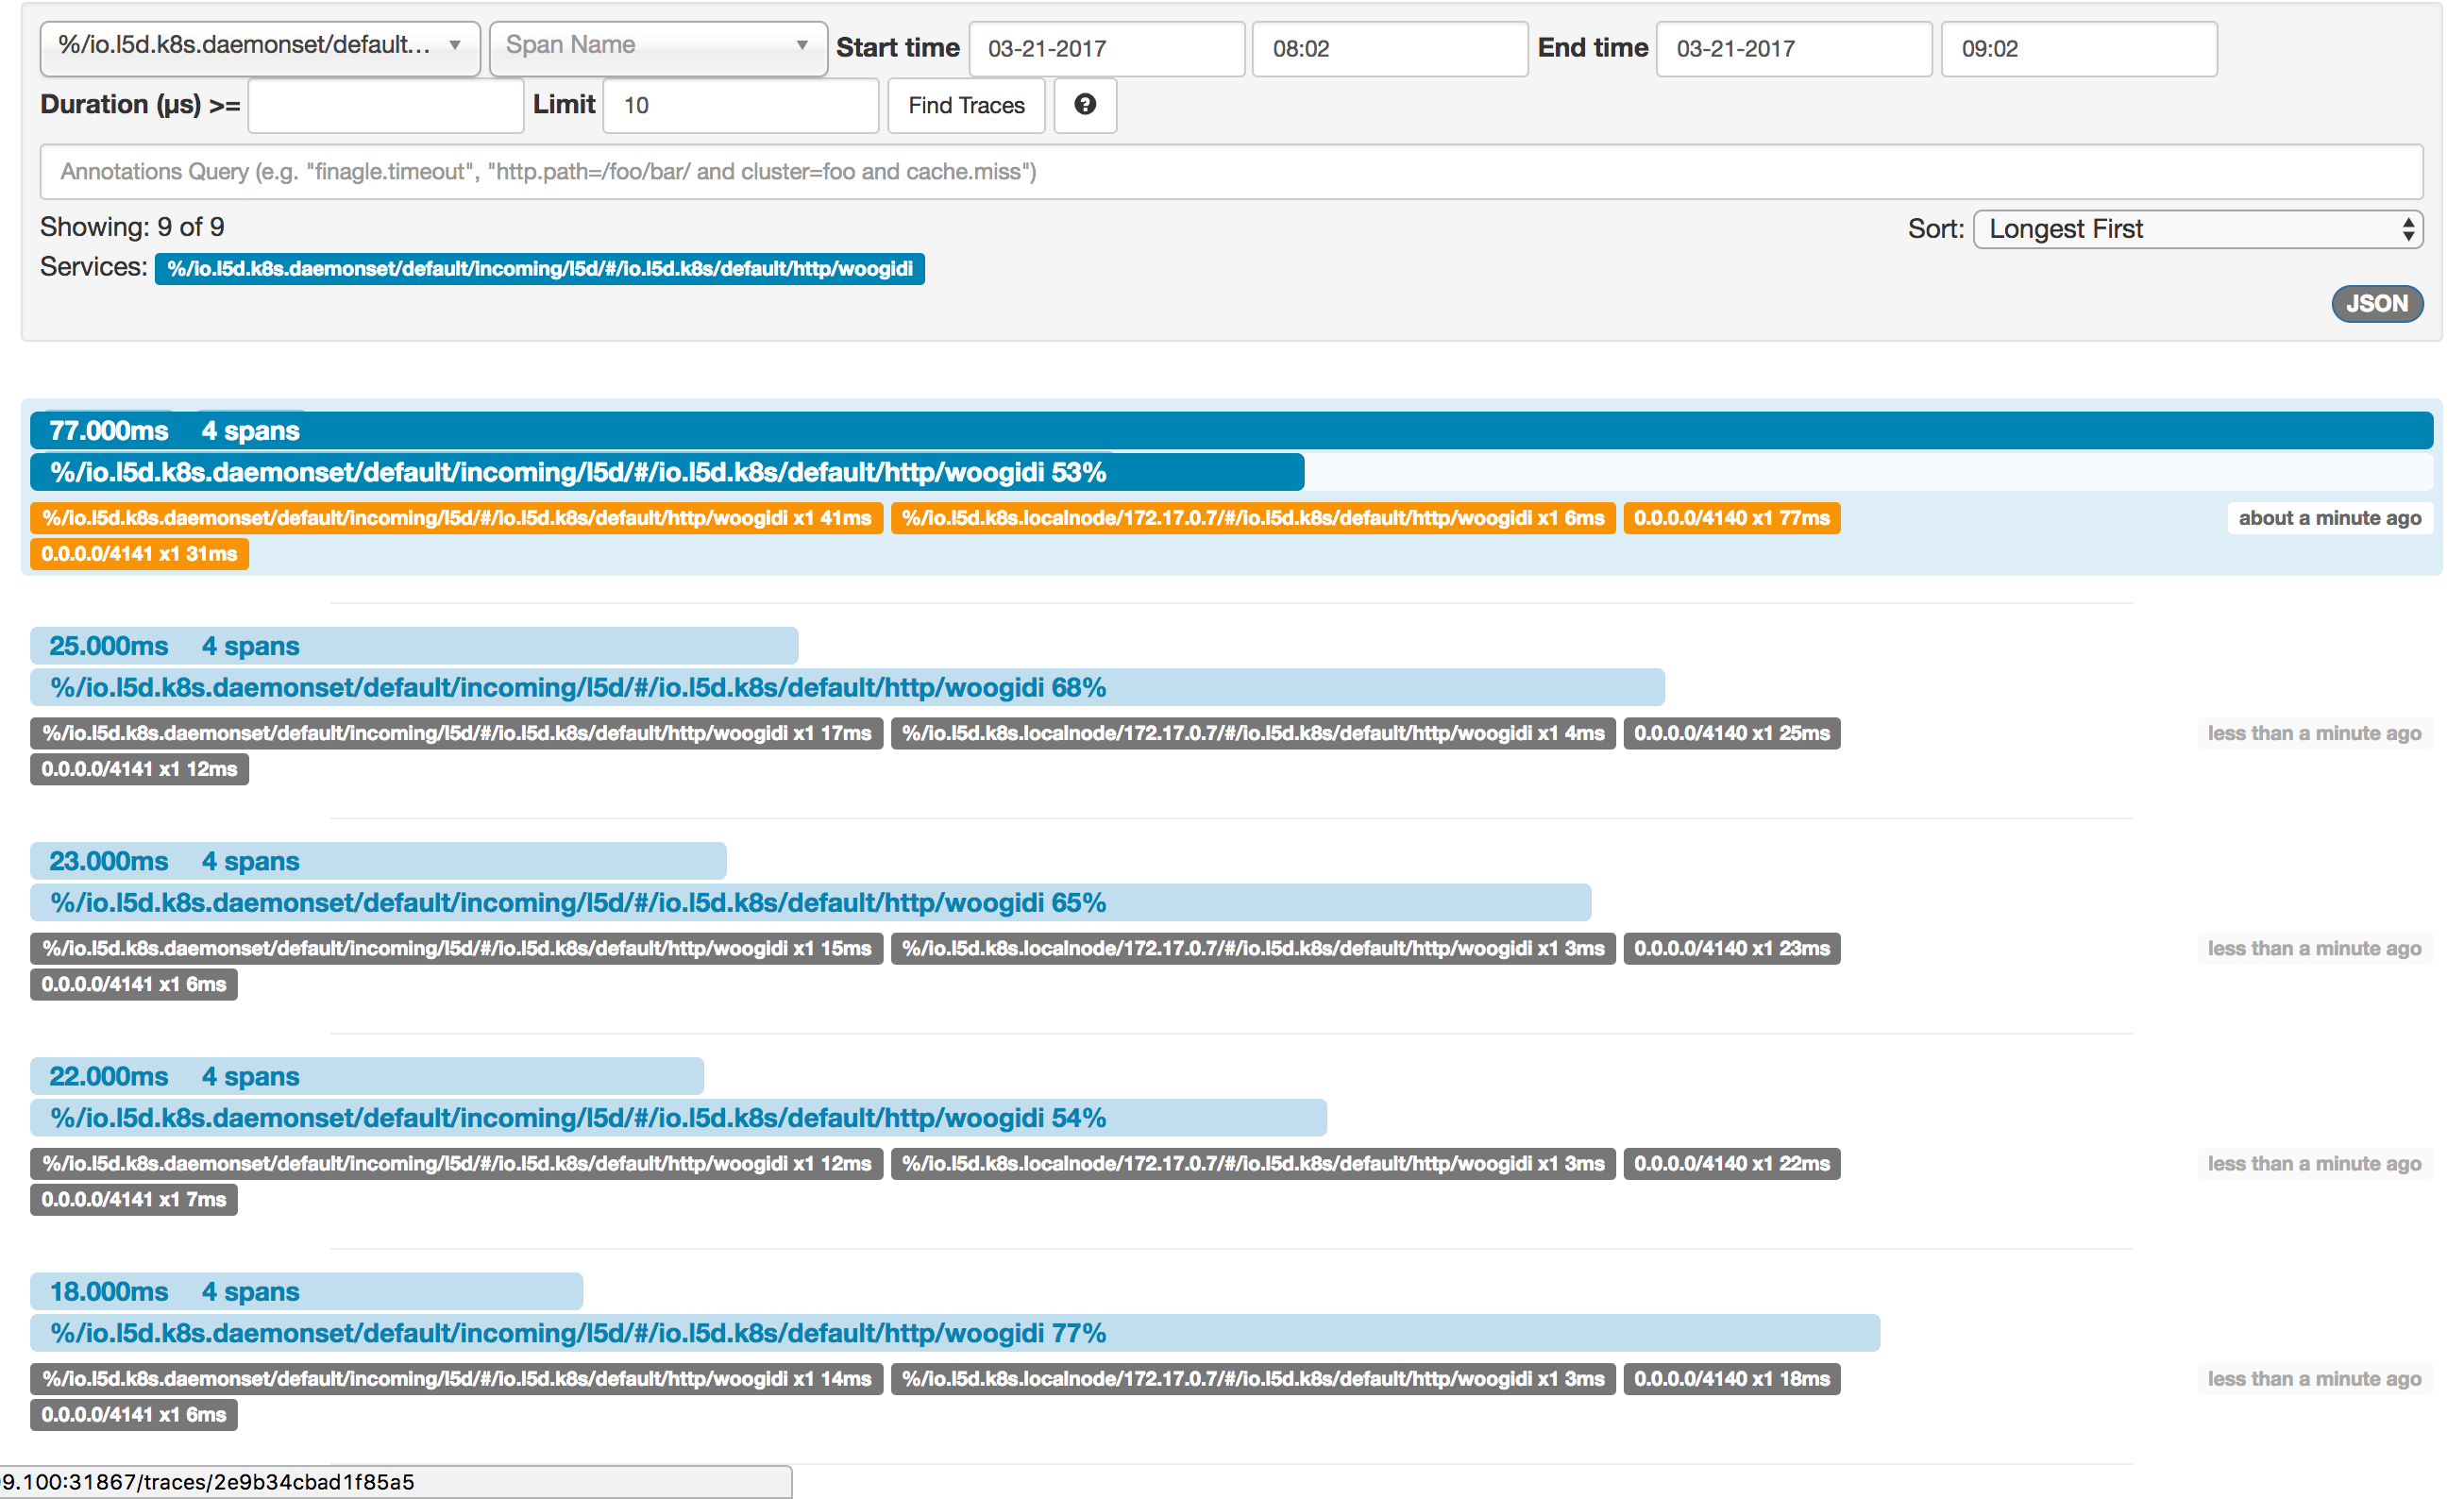 %/io.l5d.k8s.daemonset/default... Span Name Start time 03-21-2017 08:02 End time 03-21-2017 09:02
Duration (μs) >= Limit 10 Find Traces ?
Annotations Query (e.g. "finagle.timeout", "http.path=/foo/bar/ and cluster=foo and cache.miss")
Showing: 9 of 9 Sort: Longest First
Services: %/io.l5d.k8s.daemonset/default/incoming/l5d/#/io.l5d.k8s/default/http/woogidi
JSON
77.000ms 4 spans
%/io.l5d.k8s.daemonset/default/incoming/l5d/#/io.l5d.k8s/default/http/woogidi 53%
%/io.l5d.k8s.daemonset/default/incoming/l5d/#/io.l5d.k8s/default/http/woogidi x1 41ms %/io.l5d.k8s.localnode/172.17.0.7/#/io.l5d.k8s/default/http/woogidi x1 6ms 0.0.0.0/4140 x1 77ms about a minute ago
0.0.0.0/4141 x1 31ms
25.000ms 4 spans
%/io.l5d.k8s.daemonset/default/incoming/l5d/#/io.l5d.k8s/default/http/woogidi 68%
%/io.l5d.k8s.daemonset/default/incoming/l5d/#/io.l5d.k8s/default/http/woogidi x1 17ms %/io.l5d.k8s.localnode/172.17.0.7/#/io.l5d.k8s/default/http/woogidi x1 4ms 0.0.0.0/4140 x1 25ms less than a minute ago
0.0.0.0/4141 x1 12ms
23.000ms 4 spans
%/io.l5d.k8s.daemonset/default/incoming/l5d/#/io.l5d.k8s/default/http/woogidi 65%
%/io.l5d.k8s.daemonset/default/incoming/l5d/#/io.l5d.k8s/default/http/woogidi x1 15ms %/io.l5d.k8s.localnode/172.17.0.7/#/io.l5d.k8s/default/http/woogidi x1 3ms 0.0.0.0/4140 x1 23ms less than a minute ago
0.0.0.0/4141 x1 6ms
22.000ms 4 spans
%/io.l5d.k8s.daemonset/default/incoming/l5d/#/io.l5d.k8s/default/http/woogidi 54%
%/io.l5d.k8s.daemonset/default/incoming/l5d/#/io.l5d.k8s/default/http/woogidi x1 12ms %/io.l5d.k8s.localnode/172.17.0.7/#/io.l5d.k8s/default/http/woogidi x1 3ms 0.0.0.0/4140 x1 22ms less than a minute ago
0.0.0.0/4141 x1 7ms
18.000ms 4 spans
%/io.l5d.k8s.daemonset/default/incoming/l5d/#/io.l5d.k8s/default/http/woogidi 77%
%/io.l5d.k8s.daemonset/default/incoming/l5d/#/io.l5d.k8s/default/http/woogidi x1 14ms %/io.l5d.k8s.localnode/172.17.0.7/#/io.l5d.k8s/default/http/woogidi x1 3ms 0.0.0.0/4140 x1 18ms less than a minute ago
0.0.0.0/4141 x1 6ms
9.100:31867/traces/2e9b34cbad1f85a5